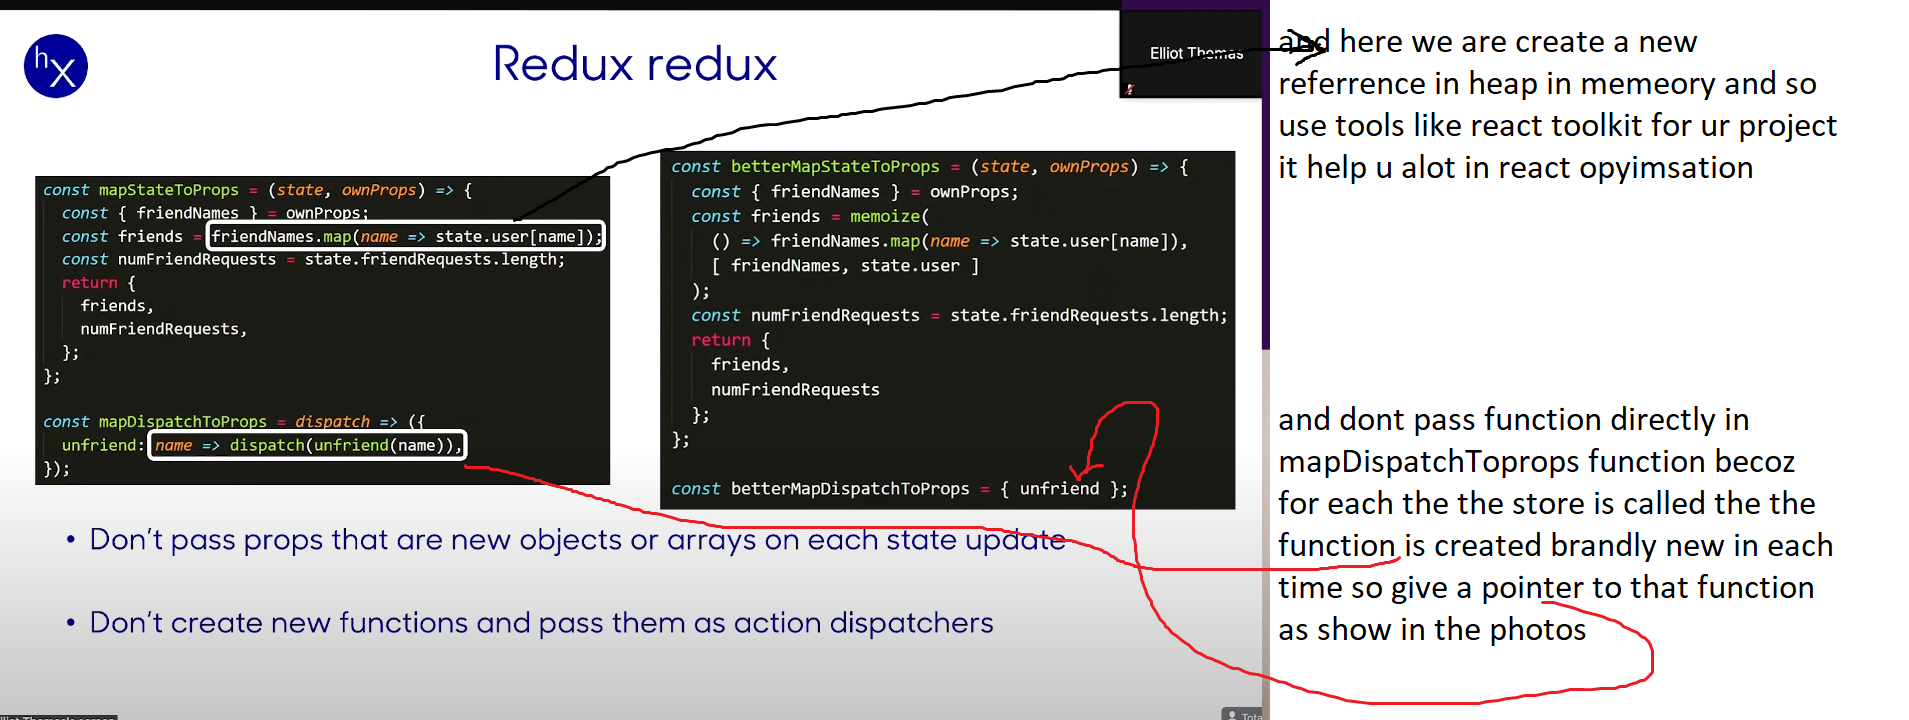 hx
Redux redux
Elliot Thomas
const mapStateToProps = (state, ownProps) => {
const { friendNames } = ownProps;
const friends = friendNames.map(name => state.user[name]);
const numFriendRequests = state.friendRequests.length;
return {
friends,
numFriendRequests,
};
};
const mapDispatchToProps = dispatch => ({
unfriend: name => dispatch(unfriend(name)),
});
const betterMapStateToProps = (state, ownProps) => {
const { friendNames } = ownProps;
const friends = memoize(
() => friendNames.map(name => state.user[name]),
[ friendNames, state.user ]
);
const numFriendRequests = state.friendRequests.length;
return {
friends,
numFriendRequests
};
};
const betterMapDispatchToProps = { unfriend };
• Don't pass props that are new objects or arrays on each state update
• Don't create new functions and pass them as action dispatchers
and here we are create a new
referrence in heap in memeory and so
use tools like react toolkit for ur project
it help u alot in react opyimsation
and dont pass function directly in
mapDispatchToprops function becoz
for each the the store is called the the
function is created brandly new in each
time so give a pointer to that function
as show in the photos